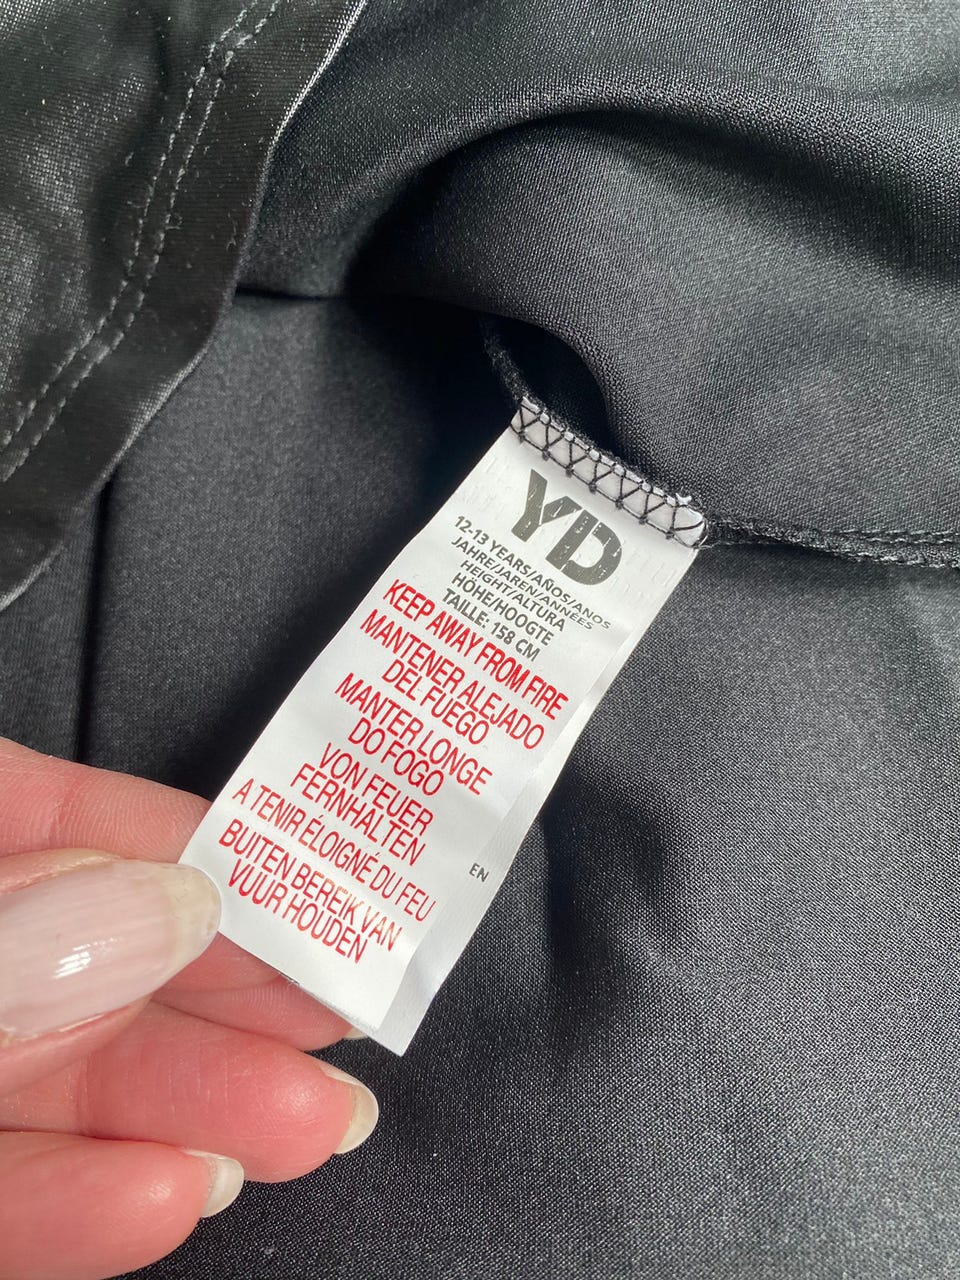 YD
12-13 YEARS/AÑOS/ANOS
JAHRE/JAREN/ANNÉES
HEIGHT/ALTURA
HÖHE/HOOGTE
TAILLE: 158 CM
KEEP AWAY FROM FIRE
MANTENER ALEJADO
DEL FUEGO
MANTER LONGE
DO FOGO
VON FEUER
FERNHALTEN
A TENIR ÉLOIGNÉ DU FEU
BUITEN BEREIK VAN
VUUR HOUDEN
EN